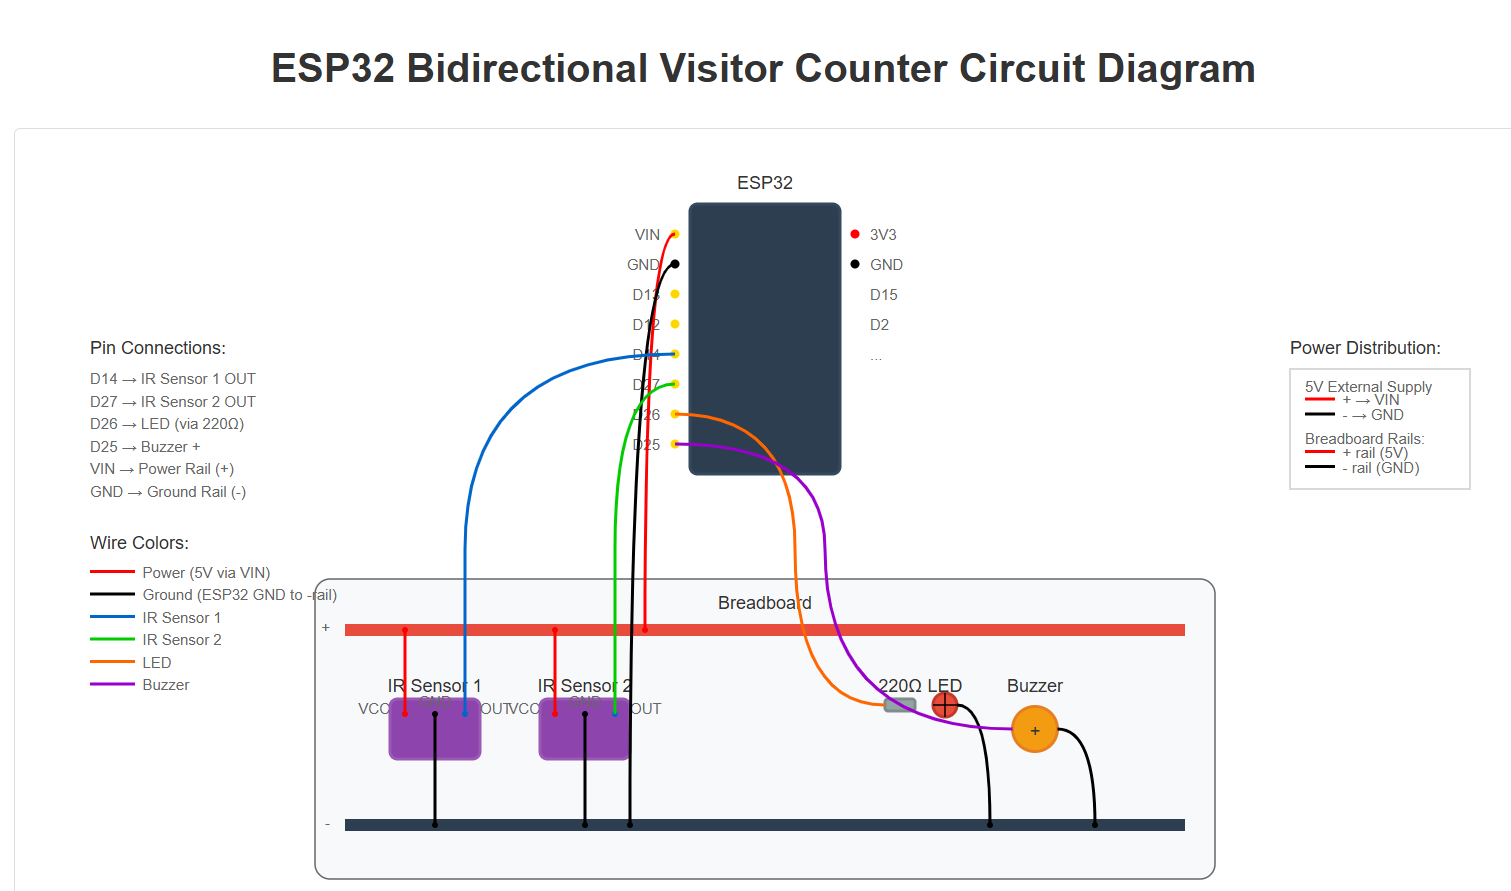 ESP32 Bidirectional Visitor Counter Circuit Diagram
ESP32
VIN
GND
D13
D12
D14
D27
D26
D25
3V3
GND
D15
D2
...
Pin Connections:
D14 → IR Sensor 1 OUT
D27 → IR Sensor 2 OUT
D26 → LED (via 220Ω)
D25 → Buzzer +
VIN → Power Rail (+)
GND → Ground Rail (-)
Wire Colors:
Power (5V via VIN)
Ground (ESP32 GND to -rail)
IR Sensor 1
IR Sensor 2
LED
Buzzer
Power Distribution:
5V External Supply
+ → VIN
- → GND
Breadboard Rails:
+ rail (5V)
- rail (GND)
Breadboard
+
IR Sensor 1
VCC
GND
OUT
IR Sensor 2
VCC
GND
OUT
220Ω
LED
Buzzer
+
-